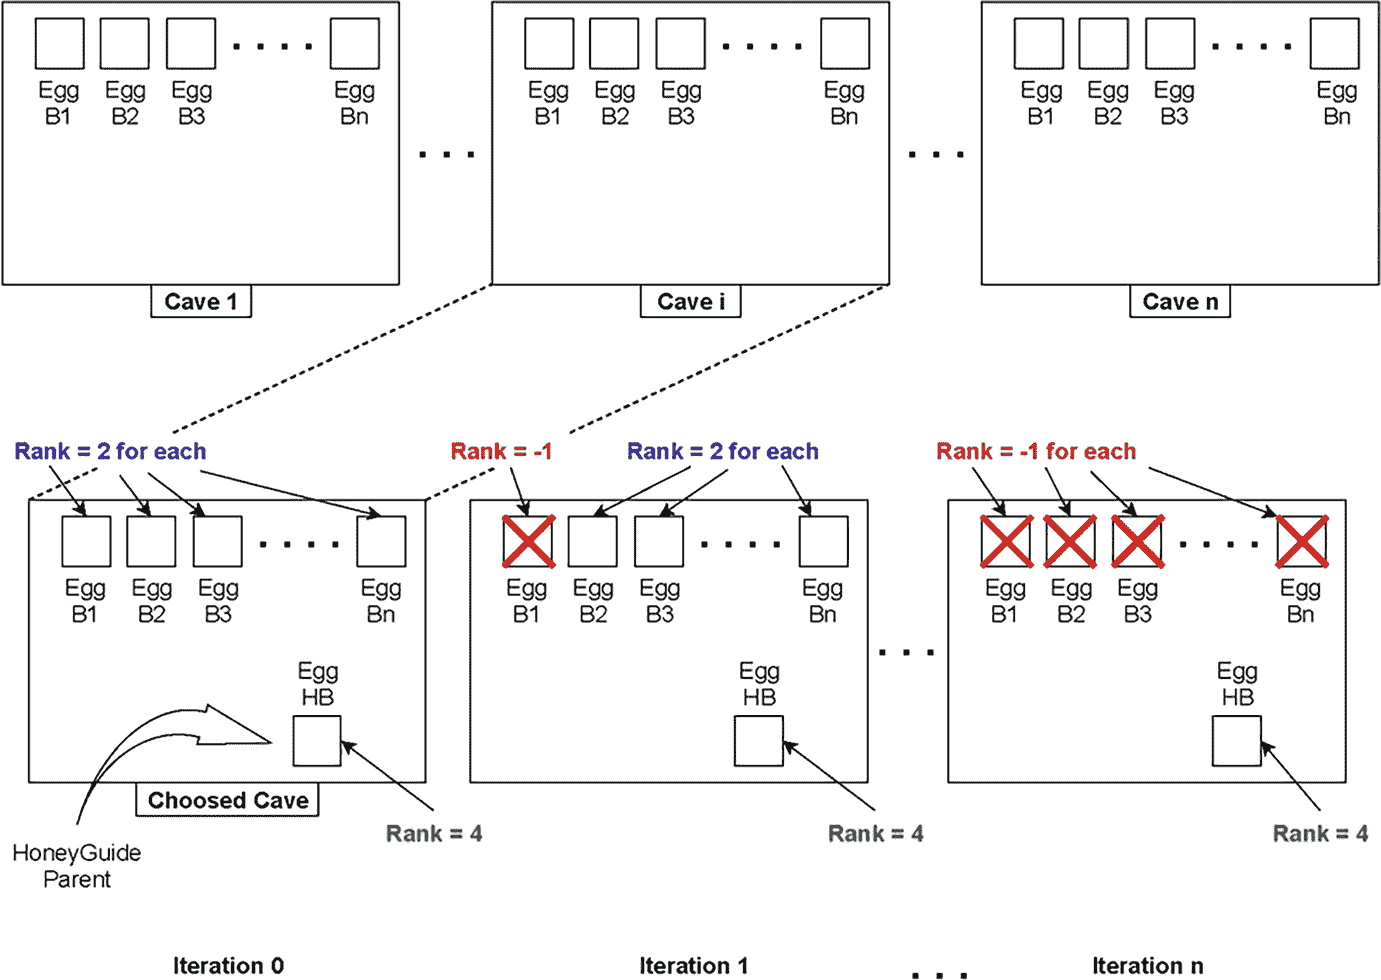 Egg Egg Egg Egg
B1 B2 B3 Bn
Egg Egg Egg Egg
B1 B2 B3 Bn
Egg Egg Egg Egg
B1 B2 B3 Bn
Cave 1
Cave i
Cave n
Rank = 2 for each
Rank = -1
Rank = 2 for each
Rank = -1 for each
Egg Egg Egg Egg
B1 B2 B3 Bn
Egg
HB
Egg Egg Egg Egg
B1 B2 B3 Bn
Egg
HB
Egg Egg Egg Egg
B1 B2 B3 Bn
Egg
HB
Choosed Cave
Rank = 4
Rank = 4
Rank = 4
HoneyGuide
Parent
Iteration 0
Iteration 1
Iteration n